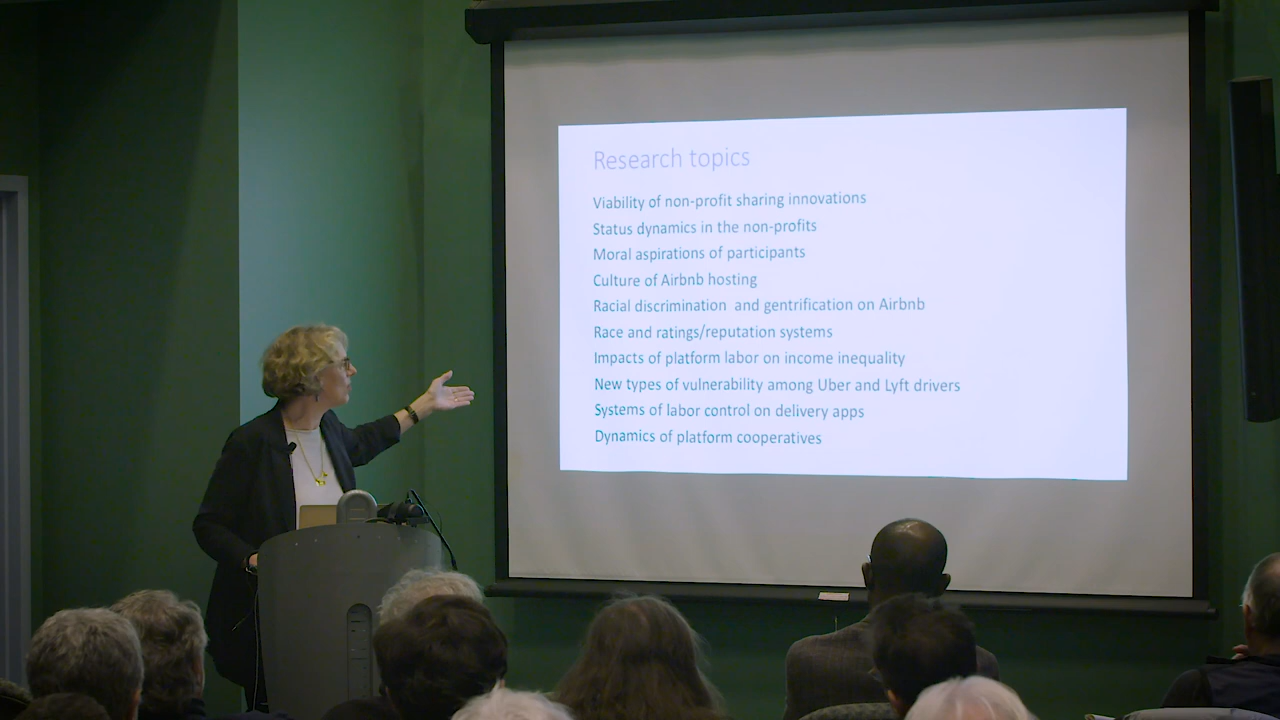 Research topics
Viability of non-profit sharing innovations
Status dynamics in the non-profits
Moral aspirations of participants
Culture of Airbnb hosting
Racial discrimination  and gentrification on Airbnb
Race and ratings/reputation systems
Impacts of platform labor on income inequality
New types of vulnerability among Uber and Lyft drivers
Systems of labor control on delivery apps
Dynamics of platform cooperatives